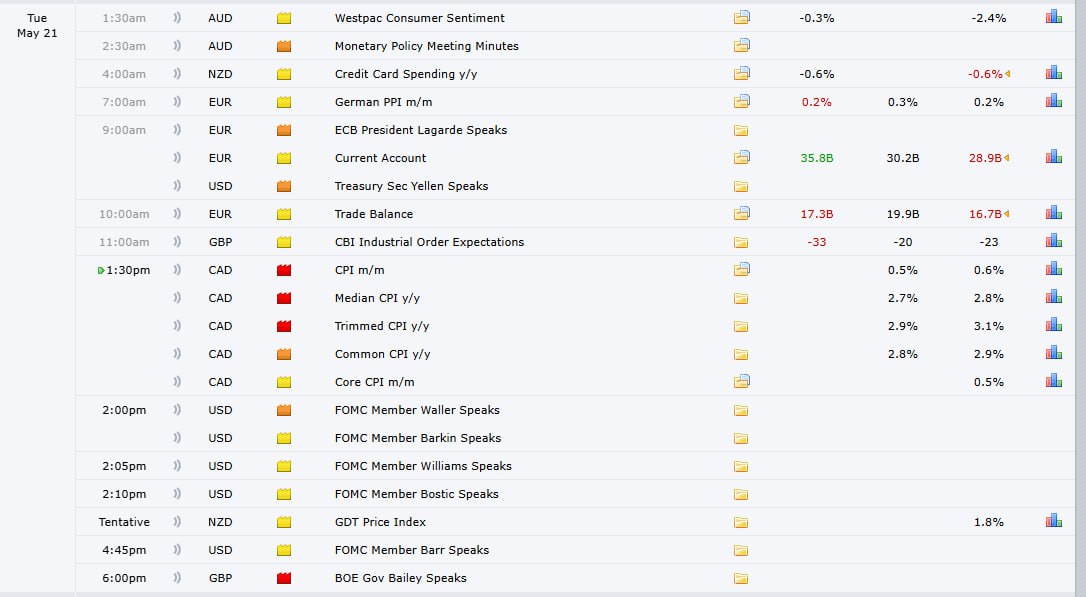 Tue
May 21
1:30am AUD Westpac Consumer Sentiment -0.3% -2.4%
2:30am AUD Monetary Policy Meeting Minutes
4:00am NZD Credit Card Spending y/y -0.6% -0.6%
7:00am EUR German PPI m/m 0.2% 0.3% 0.2%
9:00am EUR ECB President Lagarde Speaks
EUR Current Account 35.8B 30.2B 28.9B
USD Treasury Sec Yellen Speaks
10:00am EUR Trade Balance 17.3B 19.9B 16.7B
11:00am GBP CBI Industrial Order Expectations -33 -20 -23
1:30pm CAD CPI m/m 0.5% 0.6%
CAD Median CPI y/y 2.7% 2.8%
CAD Trimmed CPI y/y 2.9% 3.1%
CAD Common CPI y/y 2.8% 2.9%
CAD Core CPI m/m 0.5%
2:00pm USD FOMC Member Waller Speaks
USD FOMC Member Barkin Speaks
2:05pm USD FOMC Member Williams Speaks
2:10pm USD FOMC Member Bostic Speaks
Tentative NZD GDT Price Index 1.8%
4:45pm USD FOMC Member Barr Speaks
6:00pm GBP BOE Gov Bailey Speaks